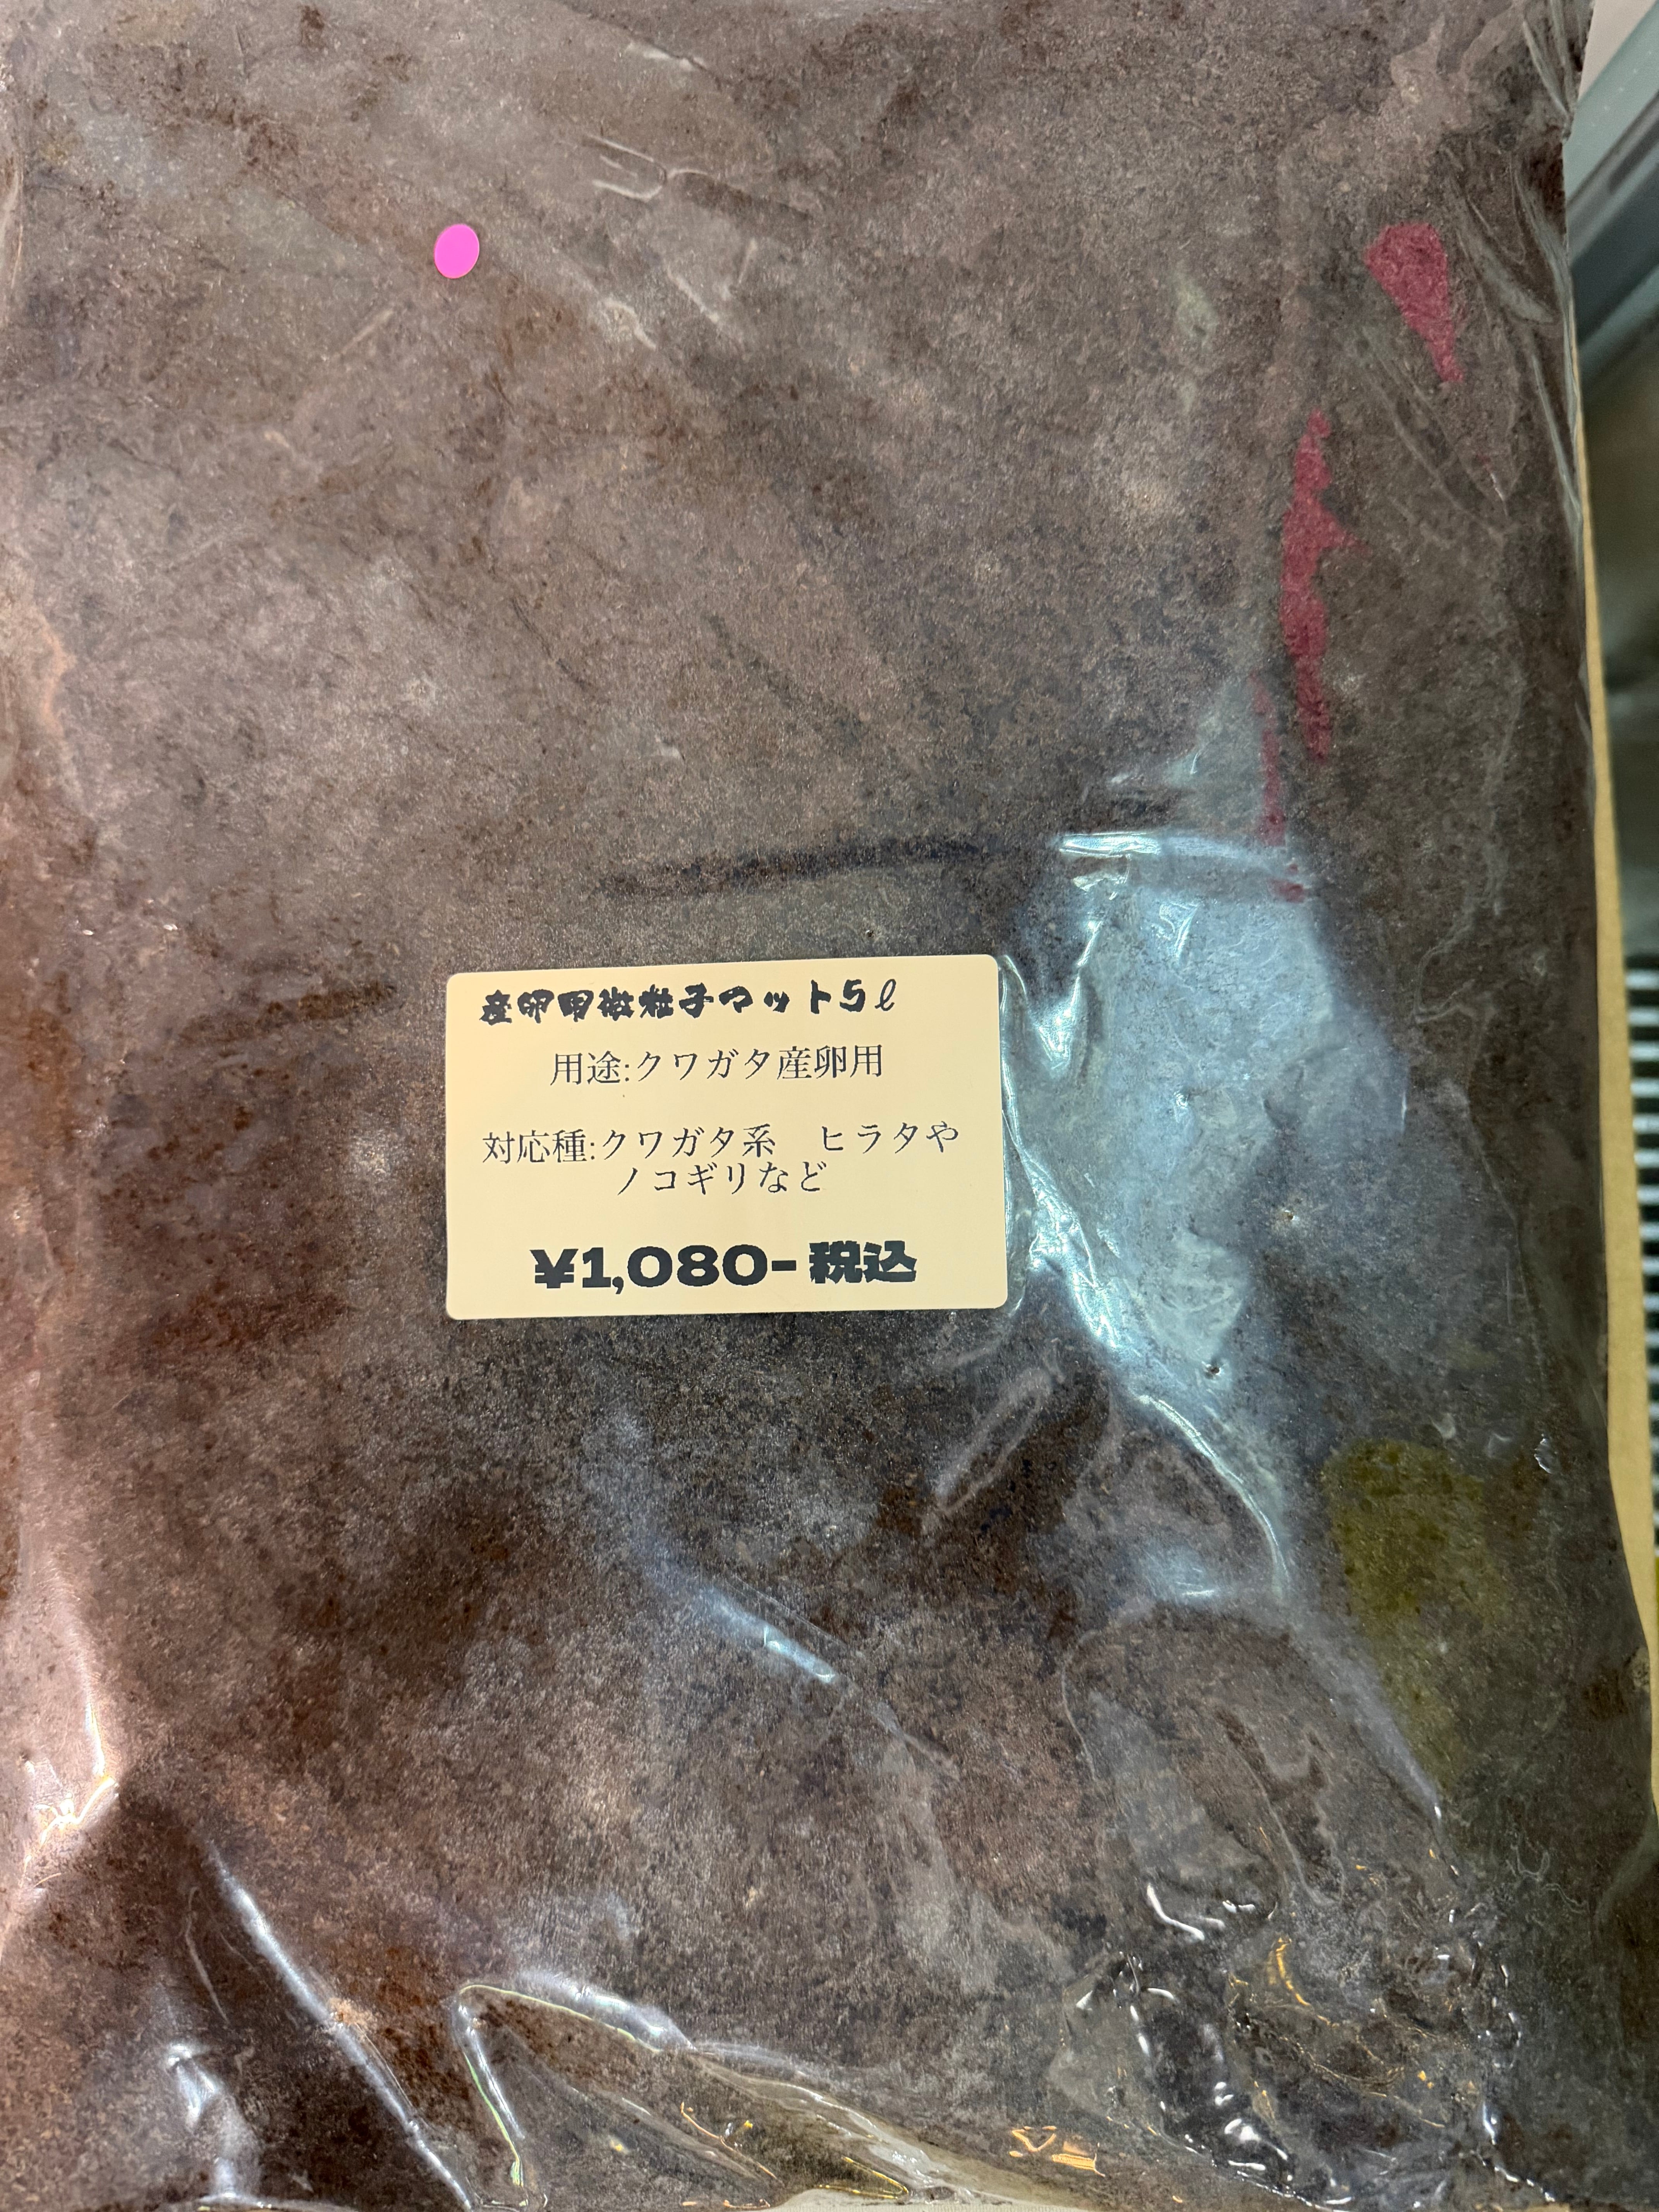 産卵用微粒子マット5ℓ
用途:クワガタ産卵用
対応種:クワガタ系　ヒラタや
ノコギリなど
¥1,080-税込